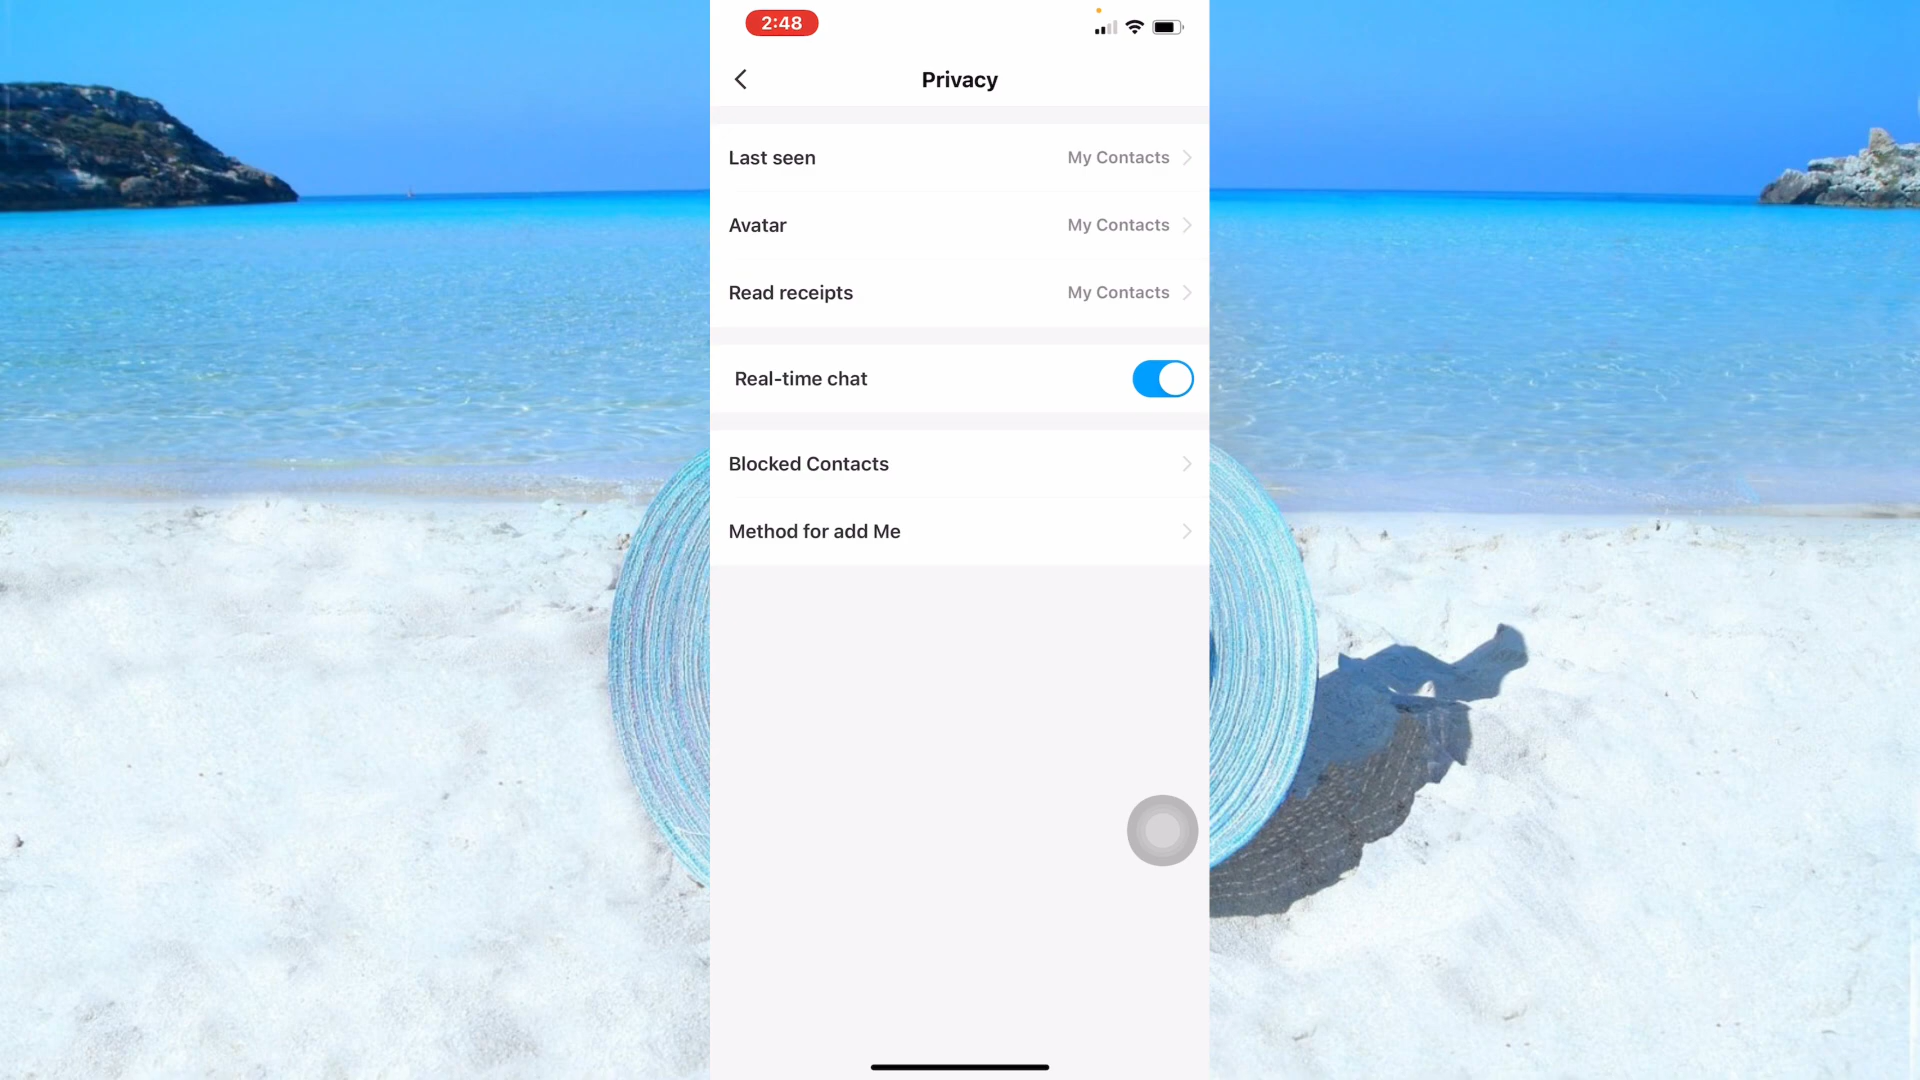 2:48
Privacy
Last seen My Contacts
Avatar My Contacts
Read receipts My Contacts
Real-time chat
Blocked Contacts
Method for add Me